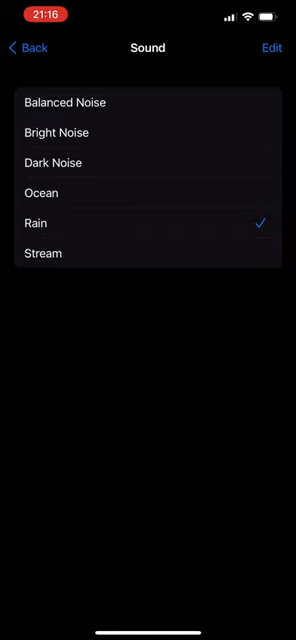 21:16
Back
Sound
Edit
Balanced Noise
Bright Noise
Dark Noise
Ocean
Rain
Stream